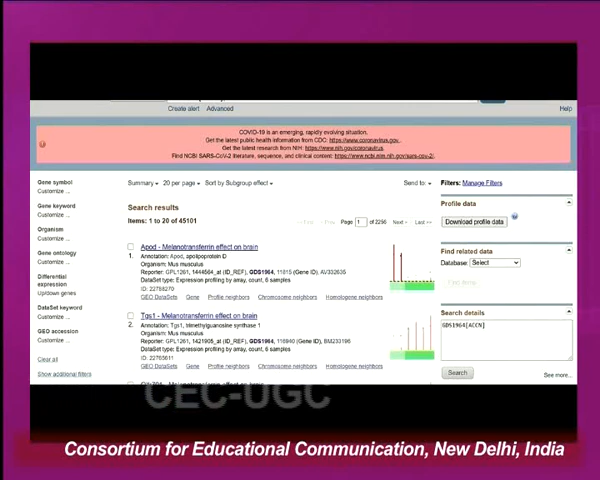 Create alert Advanced Help
COVID-19 is an emerging, rapidly evolving situation.
Get the latest public health information from CDC: https://www.coronavirus.gov.
Get the latest research from NIH: https://www.nih.gov/coronavirus.
Find NCBI SARS-CoV-2 literature, sequence, and clinical content: https://www.ncbi.nlm.nih.gov/sars-cov-2/.
Gene symbol
Customize ...
Gene keyword
Customize ...
Organism
Customize ...
Gene ontology
Customize ...
Differential
expression
Up/down genes
DataSet keyword
Customize ...
GEO accession
Customize ...
Clear all
Show additional filters
Summary 20 per page Sort by Subgroup effect Send to:
Search results
Items: 1 to 20 of 45101
Page 1 of 2256 Next > Last >>
Apod - Melanotransferrin effect on brain
1. Annotation: Apod, apolipoprotein D
Organism: Mus musculus
Reporter: GPL1261, 1444564_at (ID_REF), GDS1964, 11815 (Gene ID), AV332635
DataSet type: Expression profiling by array, count, 6 samples
ID: 22768270
GEO DataSets Gene Profile neighbors Chromosome neighbors Homologene neighbors
Tgs1 - Melanotransferrin effect on brain
2. Annotation: Tgs1, trimethylguanosine synthase 1
Organism: Mus musculus
Reporter: GPL1261, 1421905_at (ID_REF), GDS1964, 116940 (Gene ID), BM233196
DataSet type: Expression profiling by array, count, 6 samples
GEO DataSets Gene Profile neighbors Chromosome neighbors Homologene neighbors
Filters: Manage Filters
Profile data
Download profile data
Find related data
Database: Select
Find items
Search details
GDS1964[ACCN]
Search
See more...
CEC-UGC
Consortium for Educational Communication, New Delhi, India